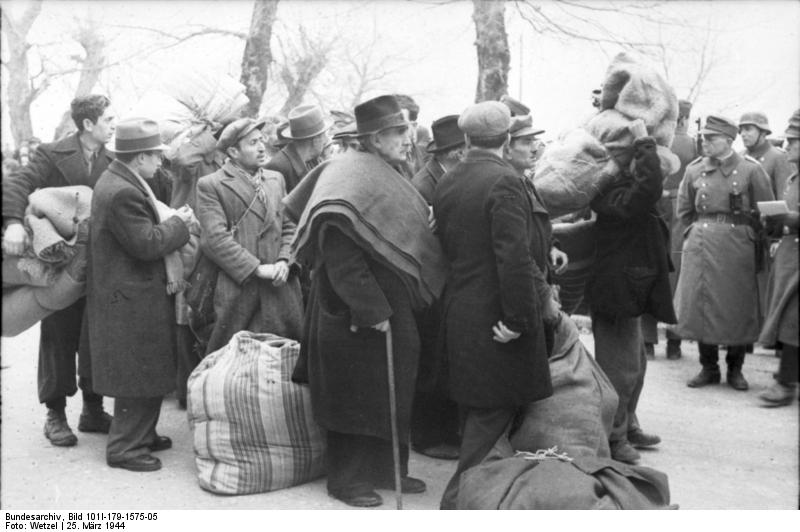 Bundesarchiv, Bild 101I-179-1575-05
Foto: Wetzel | 25. März 1944